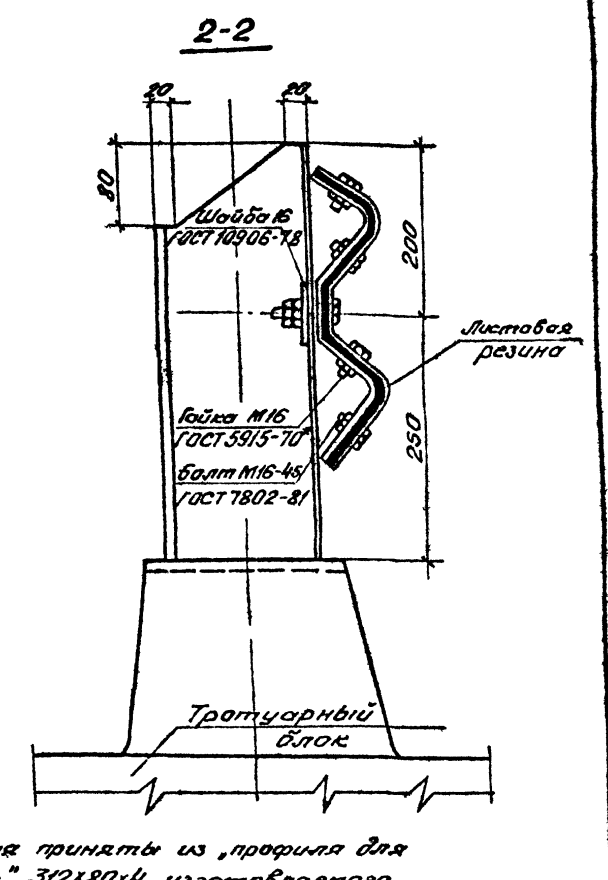 2-2
20
20
80
Шайба 16
ГОСТ 10906-78
200
Листовая
резина
Гайка М16
ГОСТ 5915-70*
250
болт М16-45
ГОСТ 7802-81
Тротуарный
блок
приняты из „профиля для
" 312х80х4